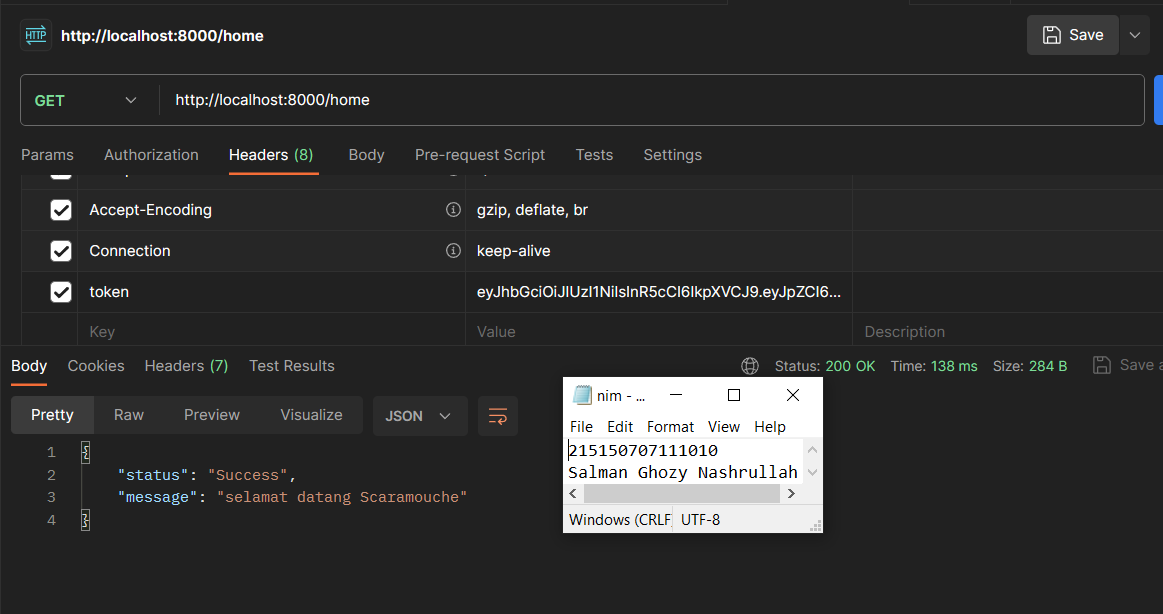 HTTP http://localhost:8000/home Save
GET http://localhost:8000/home
Params Authorization Headers (8) Body Pre-request Script Tests Settings
Accept-Encoding gzip, deflate, br
Connection keep-alive
token eyJhbGciOiJIUzI1NiIsInR5cCI6IkpXVCJ9.eyJpZCI6...
Key Value Description
Body Cookies Headers (7) Test Results Status: 200 OK Time: 138 ms Size: 284 B Save a
Pretty Raw Preview Visualize JSON
1 {
2 "status": "Success",
3 "message": "selamat datang Scaramouche"
4 }
nim - ...
File Edit Format View Help
215150707111010
Salman Ghozy Nashrullah
Windows (CRLF UTF-8